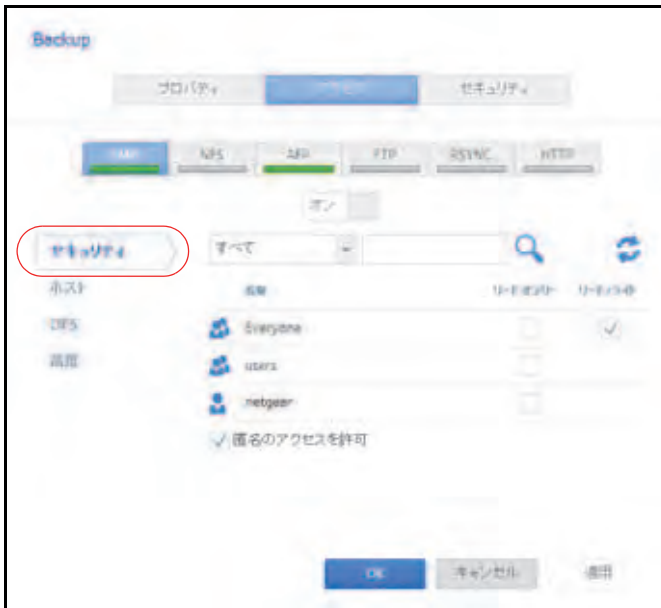 Backup
プロパティ
セキュリティ
SMB NFS AFP FTP RSYNC HTTP
オン
セキュリティ
すべて
ホスト
名前 リードオンリー リード/ライト
DFS
Everyone
高度
users
netgear
匿名のアクセスを許可
OK キャンセル 適用